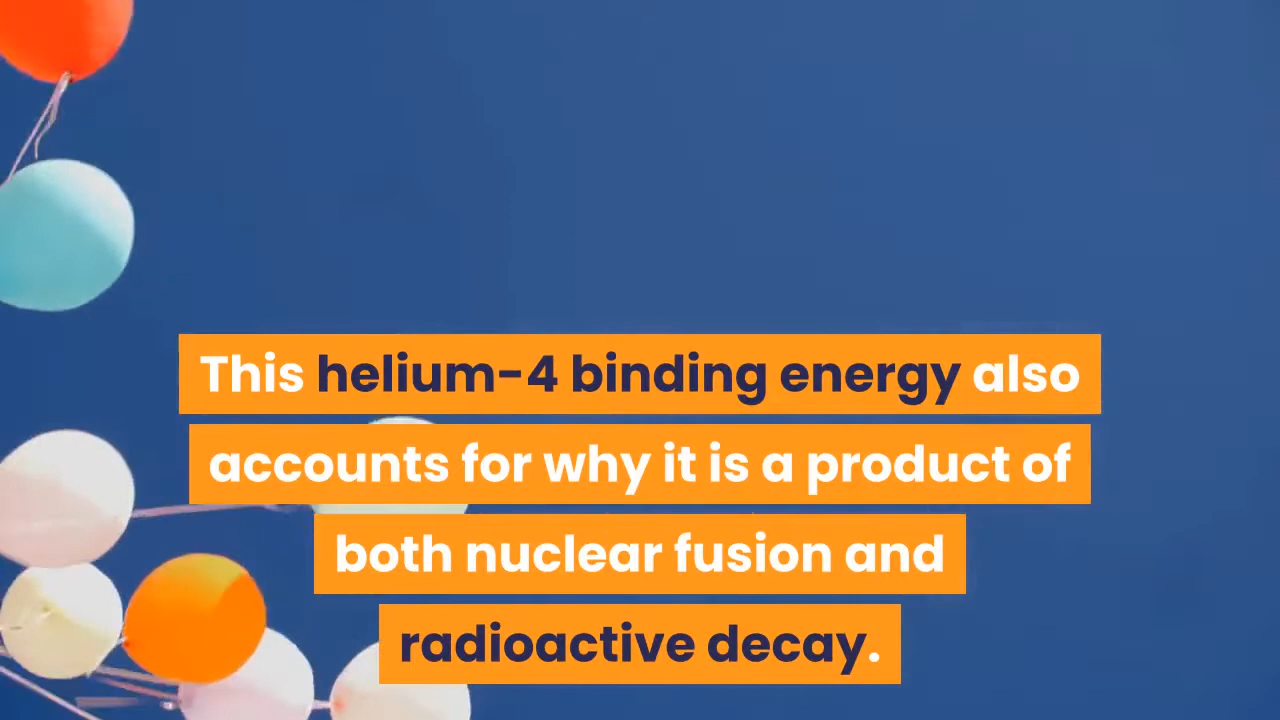 This helium-4 binding energy also
accounts for why it is a product of
both nuclear fusion and
radioactive decay.